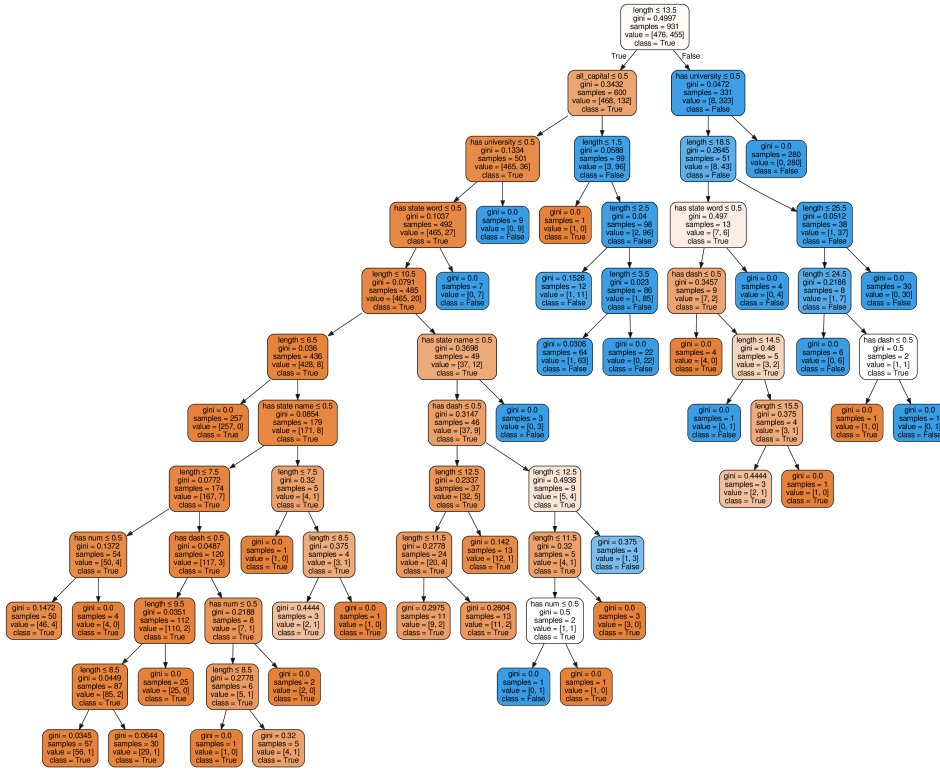 length ≤ 13.5
gini = 0.4997
samples = 931
value = [476, 455]
class = True
True
False
all_capital ≤ 0.5
gini = 0.3432
samples = 600
value = [468, 132]
class = True
has university ≤ 0.5
gini = 0.0472
samples = 331
value = [8, 323]
class = False
has university ≤ 0.5
gini = 0.1334
samples = 501
value = [465, 36]
class = True
length ≤ 1.5
gini = 0.0588
samples = 99
value = [3, 96]
class = False
length ≤ 18.5
gini = 0.2645
samples = 51
value = [8, 43]
class = False
gini = 0.0
samples = 280
value = [0, 280]
class = False
has state word ≤ 0.5
gini = 0.1037
samples = 492
value = [465, 27]
class = True
gini = 0.0
samples = 9
value = [0, 9]
class = False
gini = 0.0
samples = 1
value = [1, 0]
class = True
length ≤ 2.5
gini = 0.04
samples = 98
value = [2, 96]
class = False
has state word ≤ 0.5
gini = 0.497
samples = 13
value = [7, 6]
class = True
length ≤ 25.5
gini = 0.0512
samples = 38
value = [1, 37]
class = False
length ≤ 10.5
gini = 0.0791
samples = 485
value = [465, 20]
class = True
gini = 0.0
samples = 7
value = [0, 7]
class = False
gini = 0.1528
samples = 12
value = [1, 11]
class = False
length ≤ 3.5
gini = 0.023
samples = 86
value = [1, 85]
class = False
has dash ≤ 0.5
gini = 0.3457
samples = 9
value = [7, 2]
class = True
gini = 0.0
samples = 4
value = [0, 4]
class = False
length ≤ 24.5
gini = 0.2188
samples = 8
value = [1, 7]
class = False
gini = 0.0
samples = 30
value = [0, 30]
class = False
length ≤ 6.5
gini = 0.036
samples = 436
value = [428, 8]
class = True
has state name ≤ 0.5
gini = 0.3698
samples = 49
value = [37, 12]
class = True
gini = 0.0308
samples = 64
value = [1, 63]
class = False
gini = 0.0
samples = 22
value = [0, 22]
class = False
gini = 0.0
samples = 4
value = [4, 0]
class = True
length ≤ 14.5
gini = 0.48
samples = 5
value = [3, 2]
class = True
gini = 0.0
samples = 6
value = [0, 6]
class = False
has dash ≤ 0.5
gini = 0.5
samples = 2
value = [1, 1]
class = True
gini = 0.0
samples = 257
value = [257, 0]
class = True
has state name ≤ 0.5
gini = 0.0854
samples = 179
value = [171, 8]
class = True
has dash ≤ 0.5
gini = 0.3147
samples = 46
value = [37, 9]
class = True
gini = 0.0
samples = 3
value = [0, 3]
class = False
gini = 0.0
samples = 1
value = [0, 1]
class = False
length ≤ 15.5
gini = 0.375
samples = 4
value = [3, 1]
class = True
gini = 0.0
samples = 1
value = [1, 0]
class = True
gini = 0.0
samples = 1
value = [0, 1]
class = False
length ≤ 7.5
gini = 0.0772
samples = 174
value = [167, 7]
class = True
length ≤ 7.5
gini = 0.32
samples = 5
value = [4, 1]
class = True
length ≤ 12.5
gini = 0.2337
samples = 37
value = [32, 5]
class = True
length ≤ 12.5
gini = 0.4938
samples = 9
value = [5, 4]
class = True
gini = 0.4444
samples = 3
value = [2, 1]
class = True
gini = 0.0
samples = 1
value = [1, 0]
class = True
has num ≤ 0.5
gini = 0.1372
samples = 54
value = [50, 4]
class = True
has dash ≤ 0.5
gini = 0.0487
samples = 120
value = [117, 3]
class = True
gini = 0.0
samples = 1
value = [1, 0]
class = True
length ≤ 8.5
gini = 0.375
samples = 4
value = [3, 1]
class = True
length ≤ 11.5
gini = 0.2778
samples = 24
value = [20, 4]
class = True
gini = 0.142
samples = 13
value = [12, 1]
class = True
length ≤ 11.5
gini = 0.32
samples = 5
value = [4, 1]
class = True
gini = 0.375
samples = 4
value = [1, 3]
class = False
gini = 0.1472
samples = 50
value = [46, 4]
class = True
gini = 0.0
samples = 4
value = [4, 0]
class = True
length ≤ 9.5
gini = 0.0351
samples = 112
value = [110, 2]
class = True
has num ≤ 0.5
gini = 0.2188
samples = 8
value = [7, 1]
class = True
gini = 0.4444
samples = 3
value = [2, 1]
class = True
gini = 0.0
samples = 1
value = [1, 0]
class = True
gini = 0.2975
samples = 11
value = [9, 2]
class = True
gini = 0.2604
samples = 13
value = [11, 2]
class = True
has num ≤ 0.5
gini = 0.5
samples = 2
value = [1, 1]
class = True
gini = 0.0
samples = 3
value = [3, 0]
class = True
length ≤ 8.5
gini = 0.0449
samples = 87
value = [85, 2]
class = True
gini = 0.0
samples = 25
value = [25, 0]
class = True
length ≤ 8.5
gini = 0.2778
samples = 6
value = [5, 1]
class = True
gini = 0.0
samples = 2
value = [2, 0]
class = True
gini = 0.0
samples = 1
value = [0, 1]
class = False
gini = 0.0
samples = 1
value = [1, 0]
class = True
gini = 0.0345
samples = 57
value = [56, 1]
class = True
gini = 0.0644
samples = 30
value = [29, 1]
class = True
gini = 0.0
samples = 1
value = [1, 0]
class = True
gini = 0.32
samples = 5
value = [4, 1]
class = True